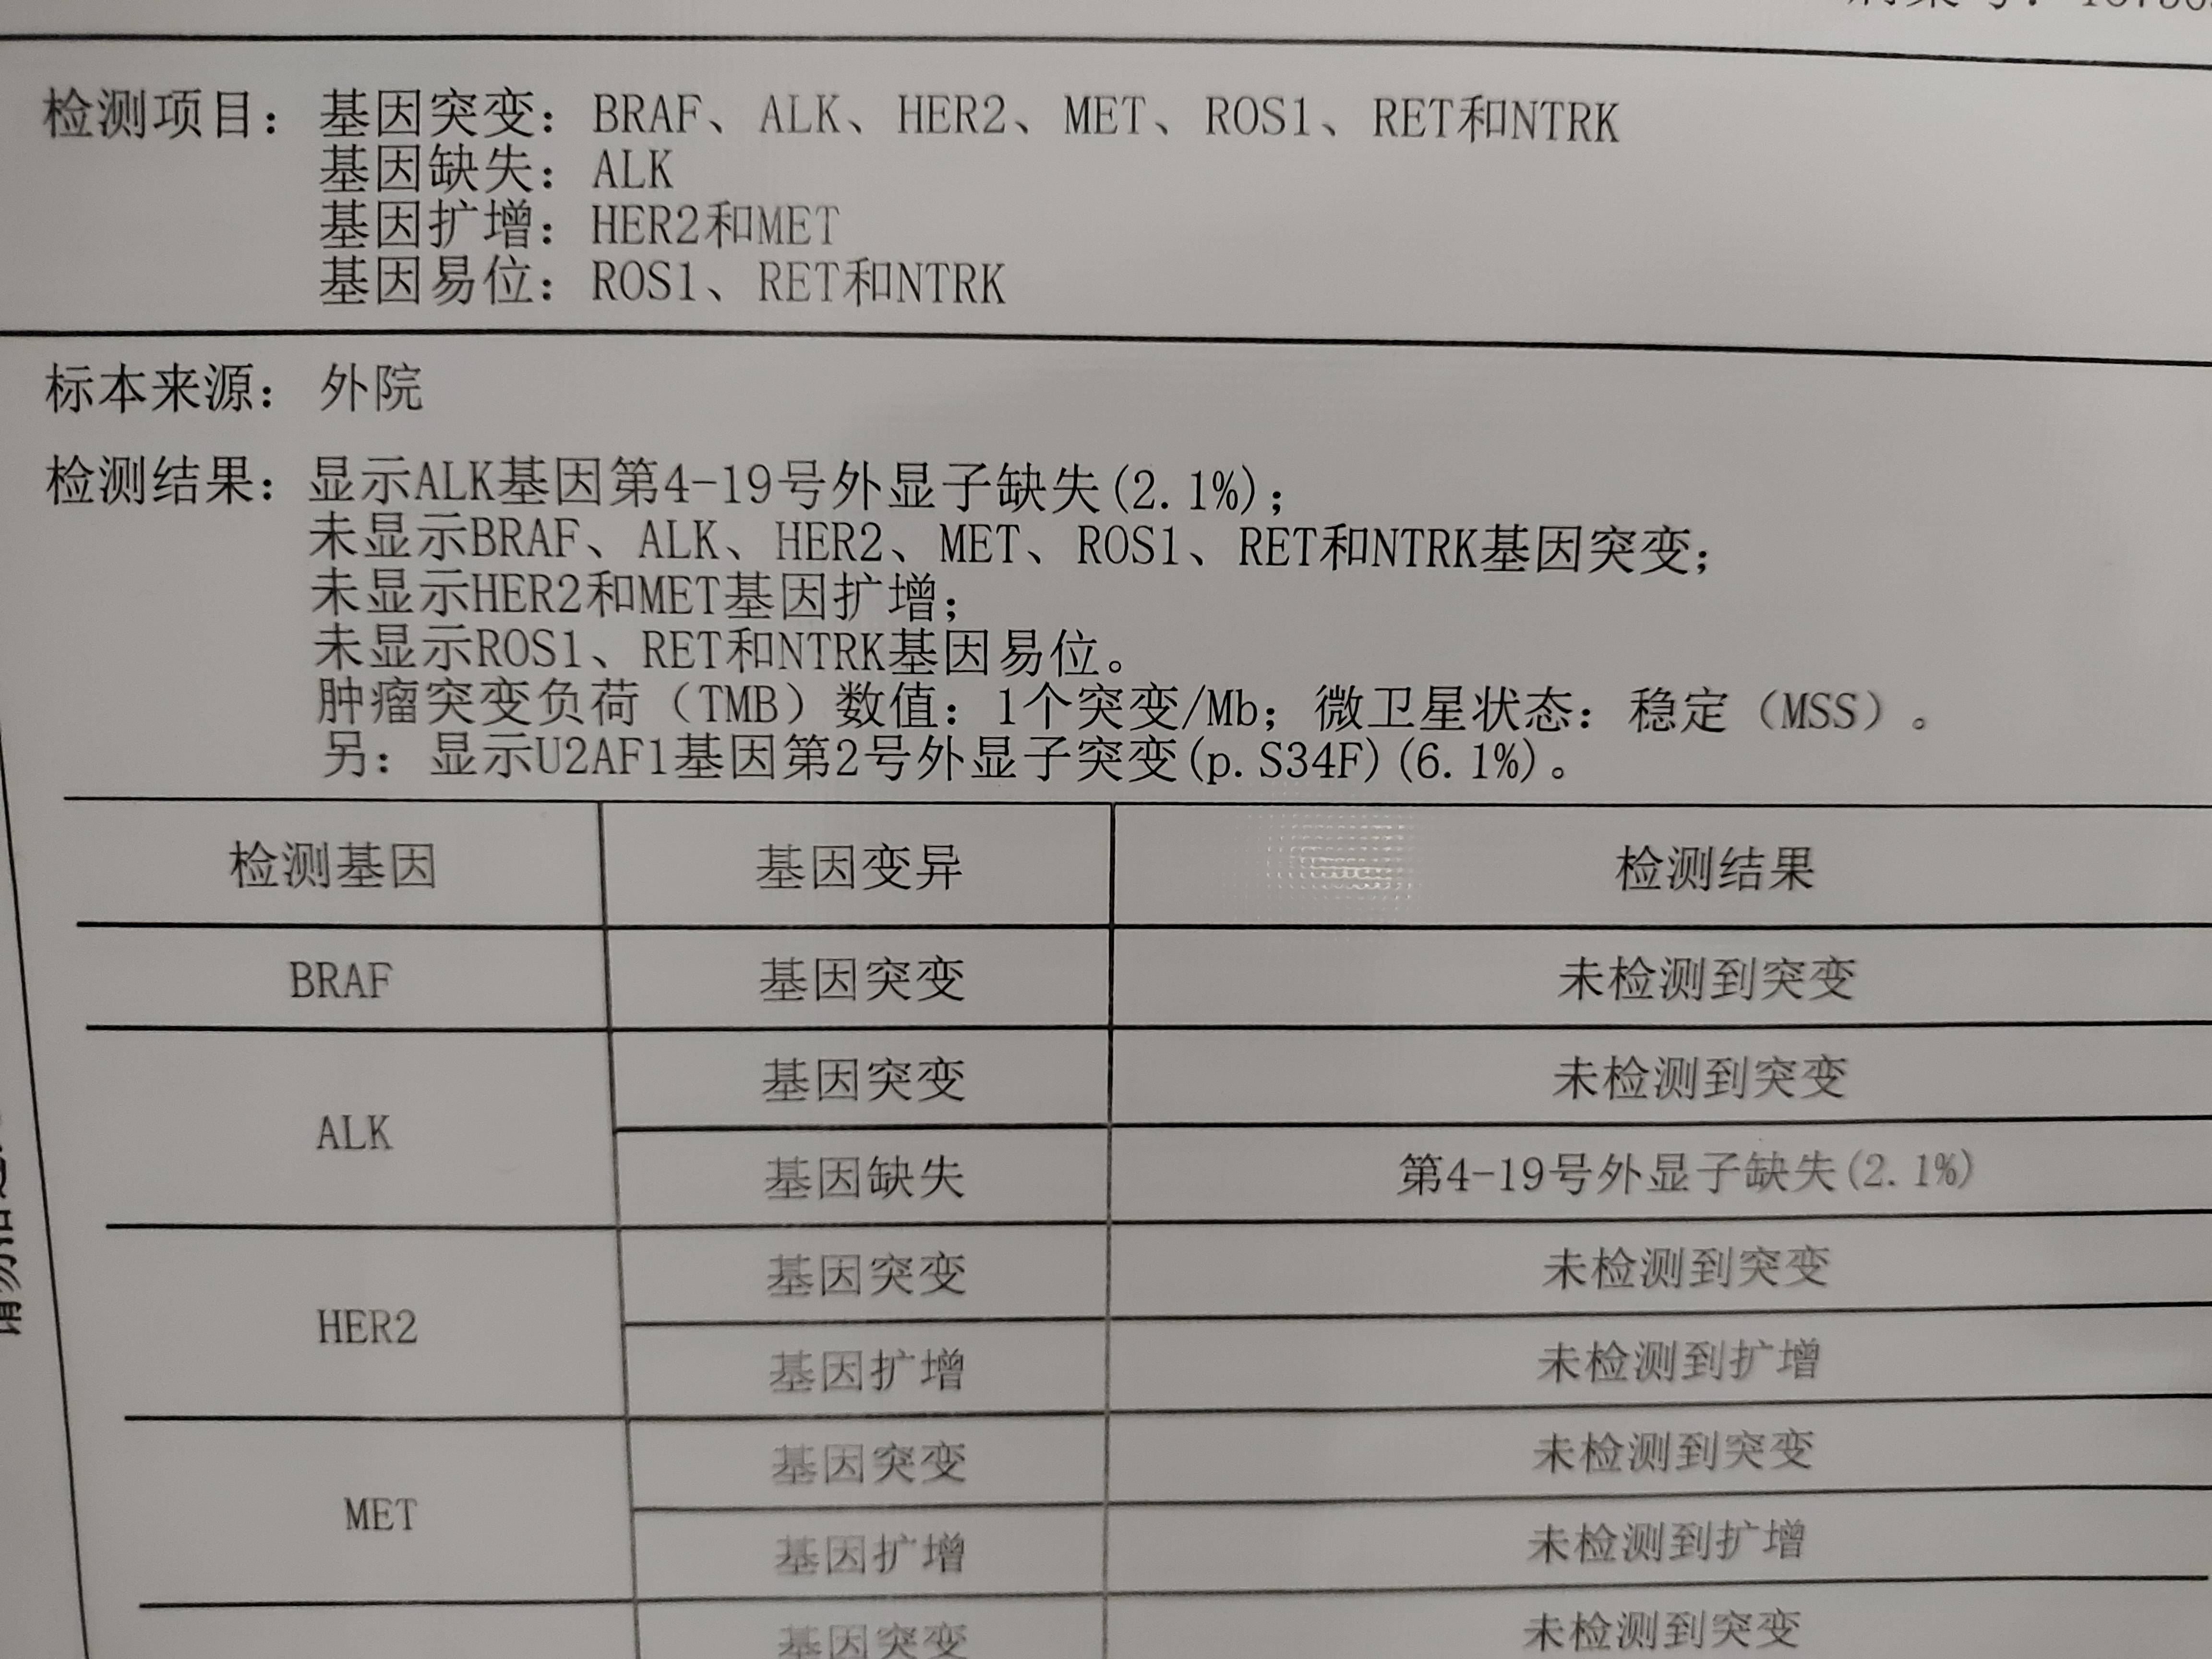 检测项目：基因突变：BRAF、ALK、HER2、MET、ROS1、RET和NTRK
基因缺失：ALK
基因扩增：HER2和MET
基因易位：ROS1、RET和NTRK
标本来源：外院
检测结果：显示ALK基因第4-19号外显子缺失(2.1%)；
未显示BRAF、ALK、HER2、MET、ROS1、RET和NTRK基因突变；
未显示HER2和MET基因扩增；
未显示ROS1、RET和NTRK基因易位。
肿瘤突变负荷（TMB）数值：1个突变/Mb；微卫星状态：稳定（MSS）。
另：显示U2AF1基因第2号外显子突变(p.S34F)(6.1%)。
检测基因 基因变异 检测结果
BRAF 基因突变 未检测到突变
ALK 基因突变 未检测到突变
基因缺失 第4-19号外显子缺失(2.1%)
HER2 基因突变 未检测到突变
基因扩增 未检测到扩增
MET 基因突变 未检测到突变
基因扩增 未检测到扩增
基因突变 未检测到突变